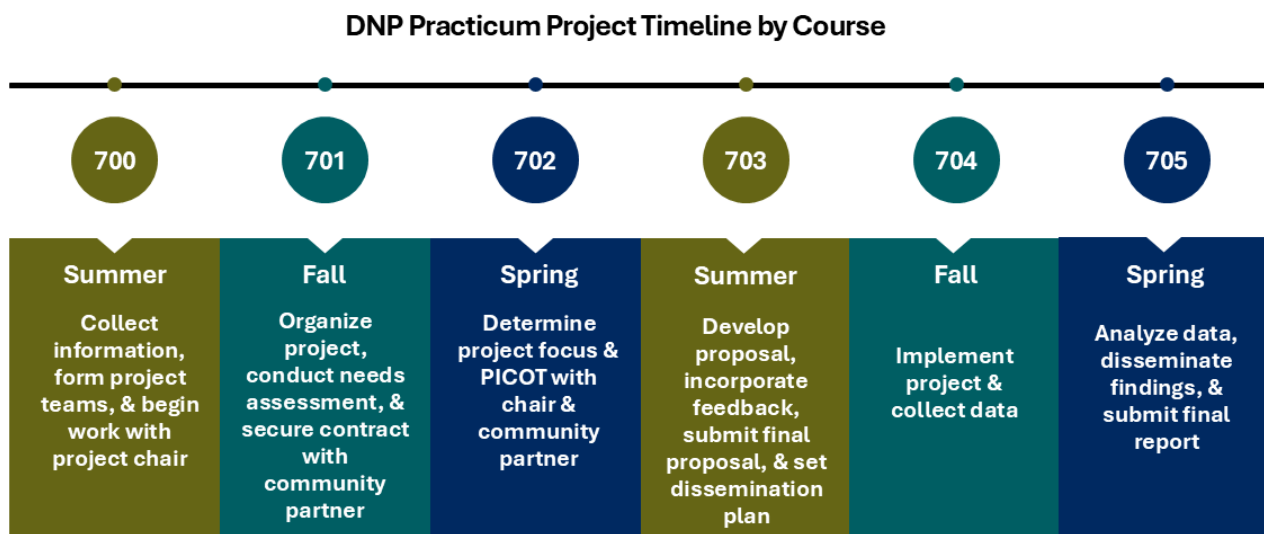 DNP Practicum Project Timeline by Course
700
701
702
703
704
705
Summer
Collect
information,
form project
teams, & begin
work with
project chair
Fall
Organize
project,
conduct needs
assessment, &
secure contract
with
community
partner
Spring
Determine
project focus &
PICOT with
chair &
community
partner
Summer
Develop
proposal,
incorporate
feedback,
submit final
proposal, & set
dissemination
plan
Fall
Implement
project &
collect data
Spring
Analyze data,
disseminate
findings, &
submit final
report